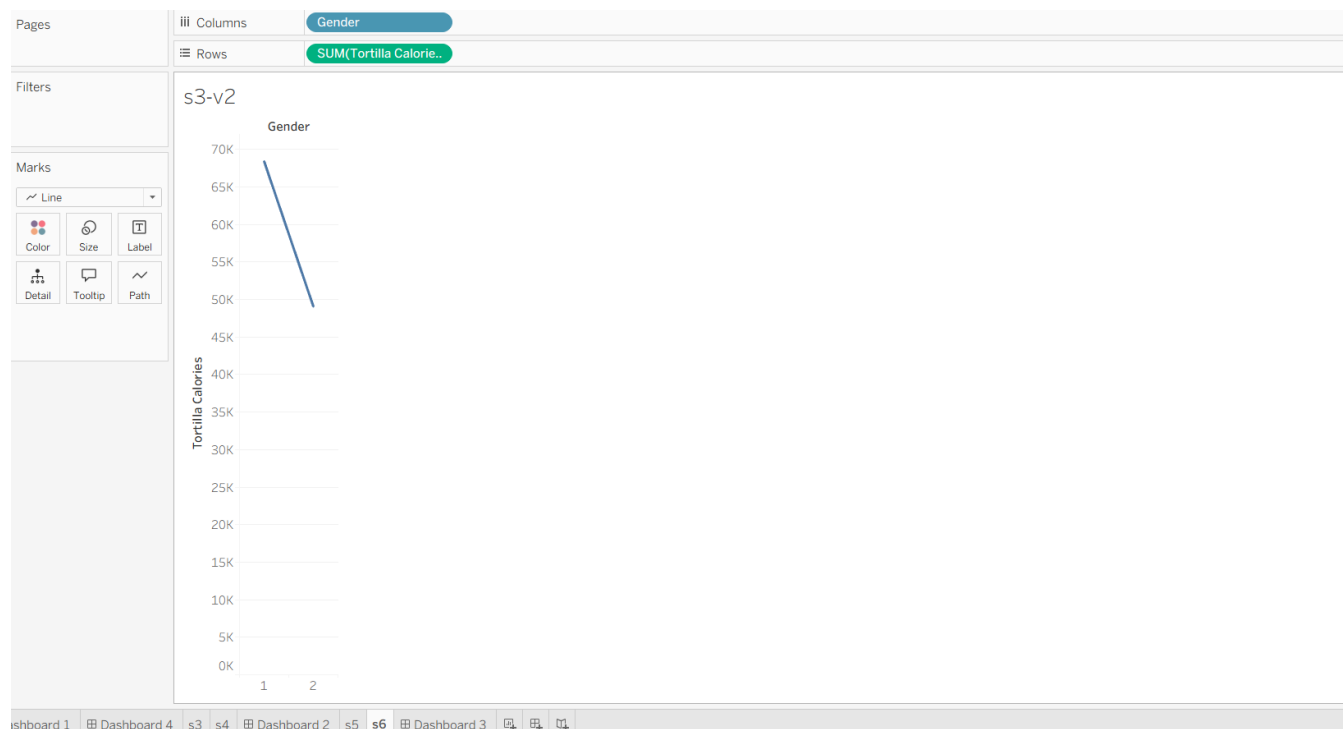 Pages
iii Columns
Gender
Rows
SUM(Tortilla Calorie..
Filters
s3-v2
Gender
Marks
Line
Color
Size
Label
Detail
Tooltip
Path
Tortilla Calories
70K
65K
60K
55K
50K
45K
40K
35K
30K
25K
20K
15K
10K
5K
0K
1 2
ashboard 1 Dashboard 4 s3 s4 Dashboard 2 s5 s6 Dashboard 3